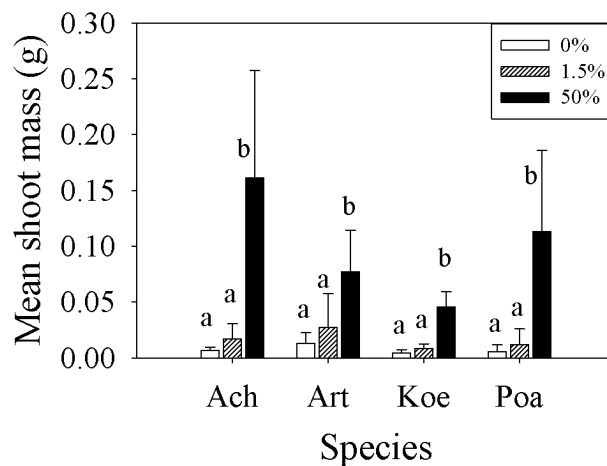 Mean shoot mass (g)
0.30
0.25
0.20
0.15
0.10
0.05
0.00
0%
1.5%
50%
a
a
b
a
a
b
a
a
b
a
a
b
Ach
Art
Koe
Poa
Species